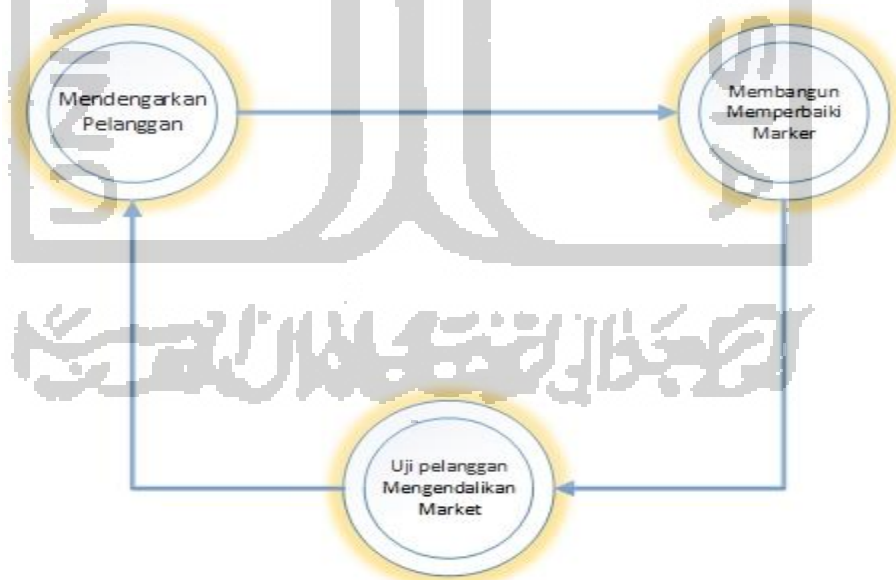 Mendengarkan
Pelanggan
Membangun
Memperbaiki
Marker
Uji pelanggan
Mengendalikan
Market